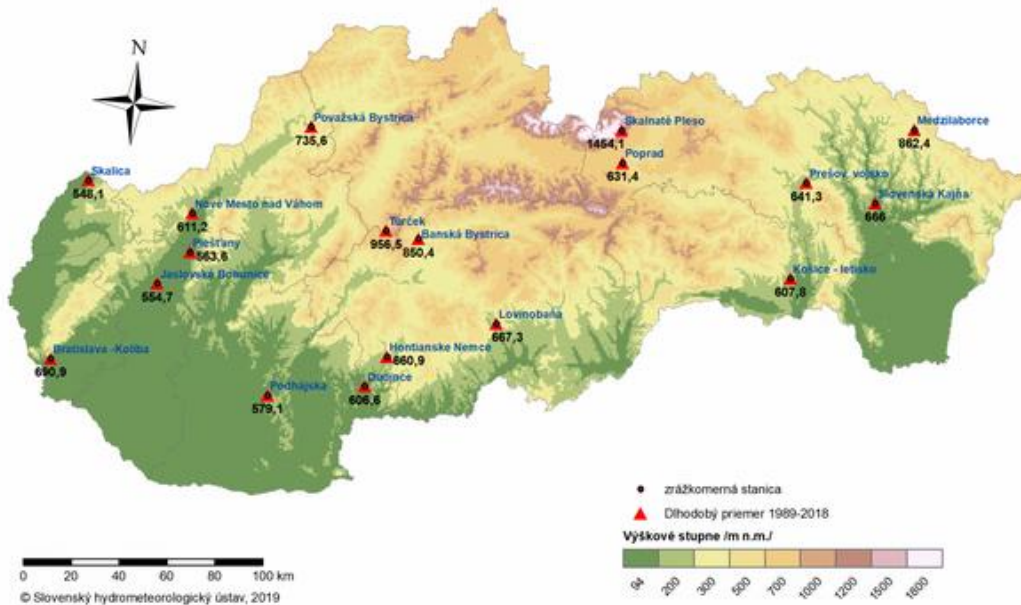 N
Považská Bystrica
735,6
Skalnaté Pleso
1454,1
Medzilaborce
862,4
Poprad
631,4
Skalica
548,1
Prešov, vojsko
641,3
Nové Mesto nad Váhom
611,2
Slovenská Kajňa
666
Turček
956,5
Banská Bystrica
850,4
Piešťany
563,6
Jaslovské Bohunice
554,7
Košice - letisko
607,8
Lovinobaňa
667,3
Bratislava -Koliba
690,9
Hontianske Nemce
660,9
Dudince
606,6
Podhájska
579,1
zrážkomerná stanica
Dlhodobý priemer 1989-2018
Výškové stupne /m n.m./
94 200 300 500 700 1000 1200 1500 1800
0 20 40 60 80 100 km
© Slovenský hydrometeorologický ústav, 2019